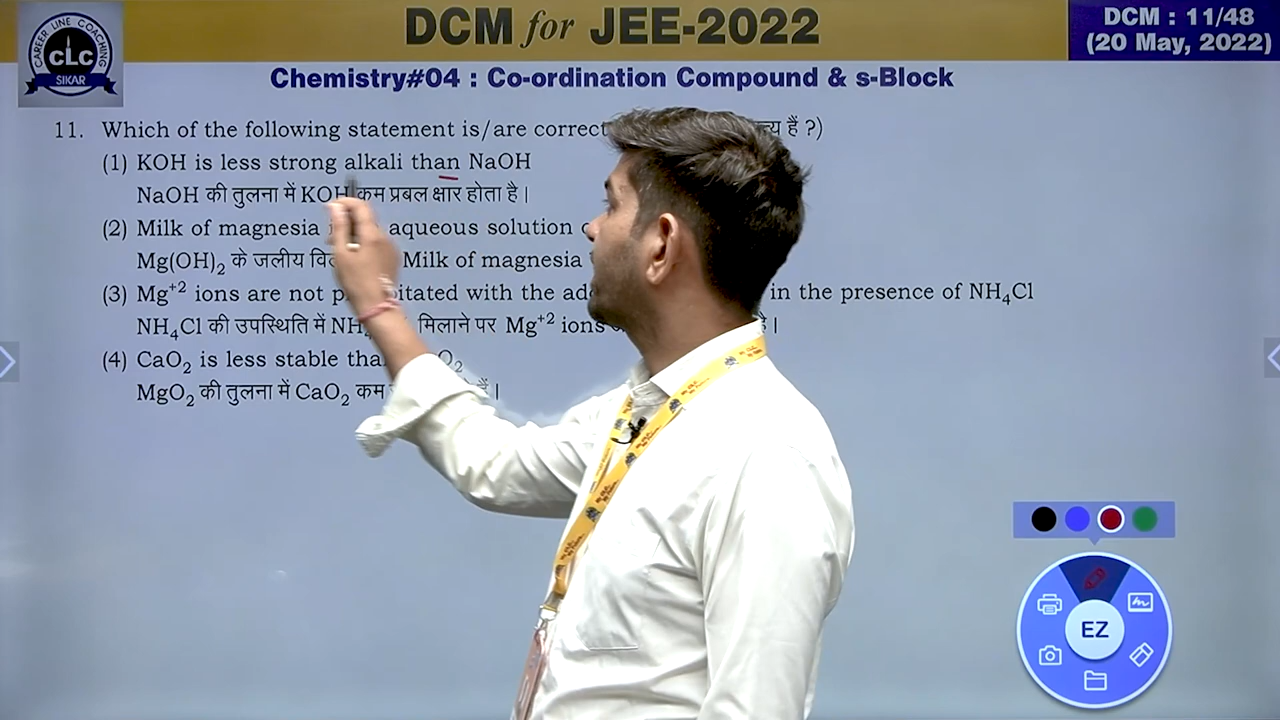 DCM for JEE-2022
DCM : 11/48
(20 May, 2022)
CAREER LINE COACHING
CLC
SIKAR
Chemistry#04 : Co-ordination Compound & s-Block
11. Which of the following statement is/are correct हैं ?)
(1) KOH is less strong alkali than NaOH
NaOH की तुलना में KOH कम प्रबल क्षार होता है।
(2) Milk of magnesia aqueous solution
Mg(OH)₂ के जलीय Milk of magnesia
(3) Mg⁺² ions are not with the in the presence of NH₄Cl
NH₄Cl की उपस्थिति में मिलाने पर Mg⁺² ions
(4) CaO₂ is less stable
MgO₂ की तुलना में CaO₂ कम हैं।
EZ